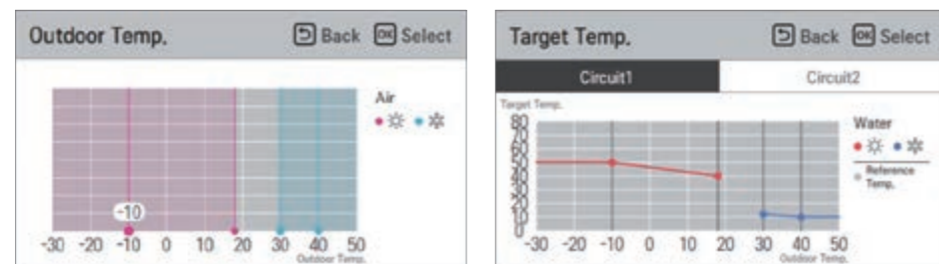 Outdoor Temp. Back OK Select
Air
-10
-30 -20 -10 0 10 20 30 40 50
Outdoor Temp.
Target Temp. Back OK Select
Circuit1 Circuit2
Target Temp.
80
70
60
50
40
30
20
10
0
Water
Reference
Temp.
-30 -20 -10 0 10 20 30 40 50
Outdoor Temp.